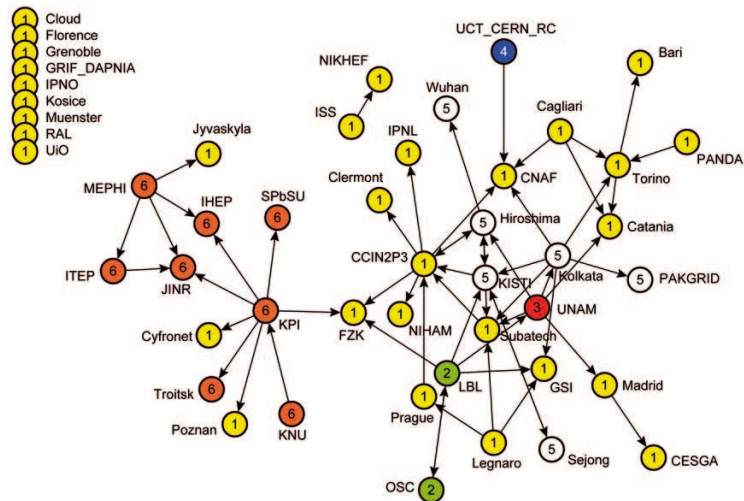 1 Cloud
1 Florence
1 Grenoble
1 GRIF_DAPNIA
1 IPNO
1 Kosice
1 Muenster
1 RAL
1 UiO
UCT_CERN_RC
4
NIKHEF
1
ISS
1
Wuhan
5
Bari
1
Cagliari
1
PANDA
1
Torino
1
Jyvaskyla
1
IPNL
1
CNAF
1
Clermont
1
MEPHI
6
IHEP
6
SPbSU
6
Hiroshima
5
Catania
1
CCIN2P3
1
ITEP
6
JINR
6
KISTI
5
Kolkata
5
PAKGRID
5
KPI
6
FZK
1
NIHAM
1
UNAM
3
Subatech
1
Cyfronet
1
LBL
2
GSI
1
Madrid
1
Troitsk
6
Prague
1
Poznan
1
KNU
6
Legnaro
1
Sejong
5
CESGA
1
OSC
2